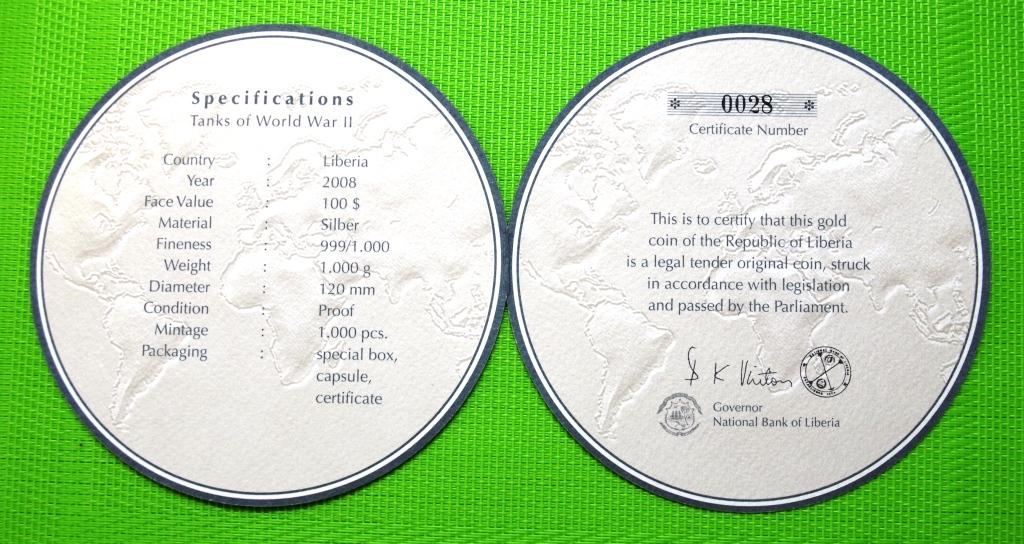 Specifications
Tanks of World War II
Country : Liberia
Year : 2008
Face Value : 100 $
Material : Silber
Fineness : 999/1.000
Weight : 1.000 g
Diameter : 120 mm
Condition : Proof
Mintage : 1.000 pcs.
Packaging : special box,
capsule,
certificate
* 0028 *
Certificate Number
This is to certify that this gold
coin of the Republic of Liberia
is a legal tender original coin, struck
in accordance with legislation
and passed by the Parliament.
Governor
National Bank of Liberia